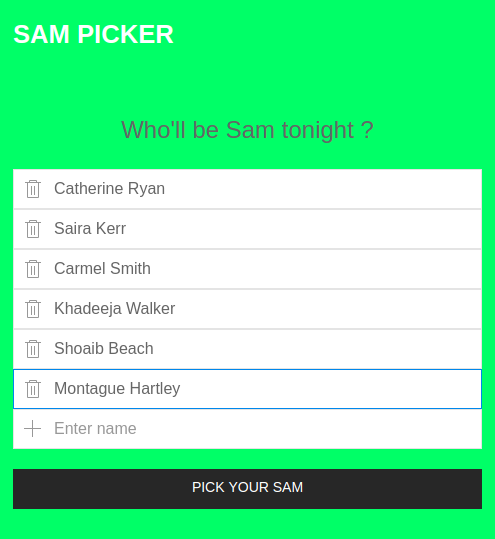 SAM PICKER
Who'll be Sam tonight ?
Catherine Ryan
Saira Kerr
Carmel Smith
Khadeeja Walker
Shoaib Beach
Montague Hartley
Enter name
PICK YOUR SAM